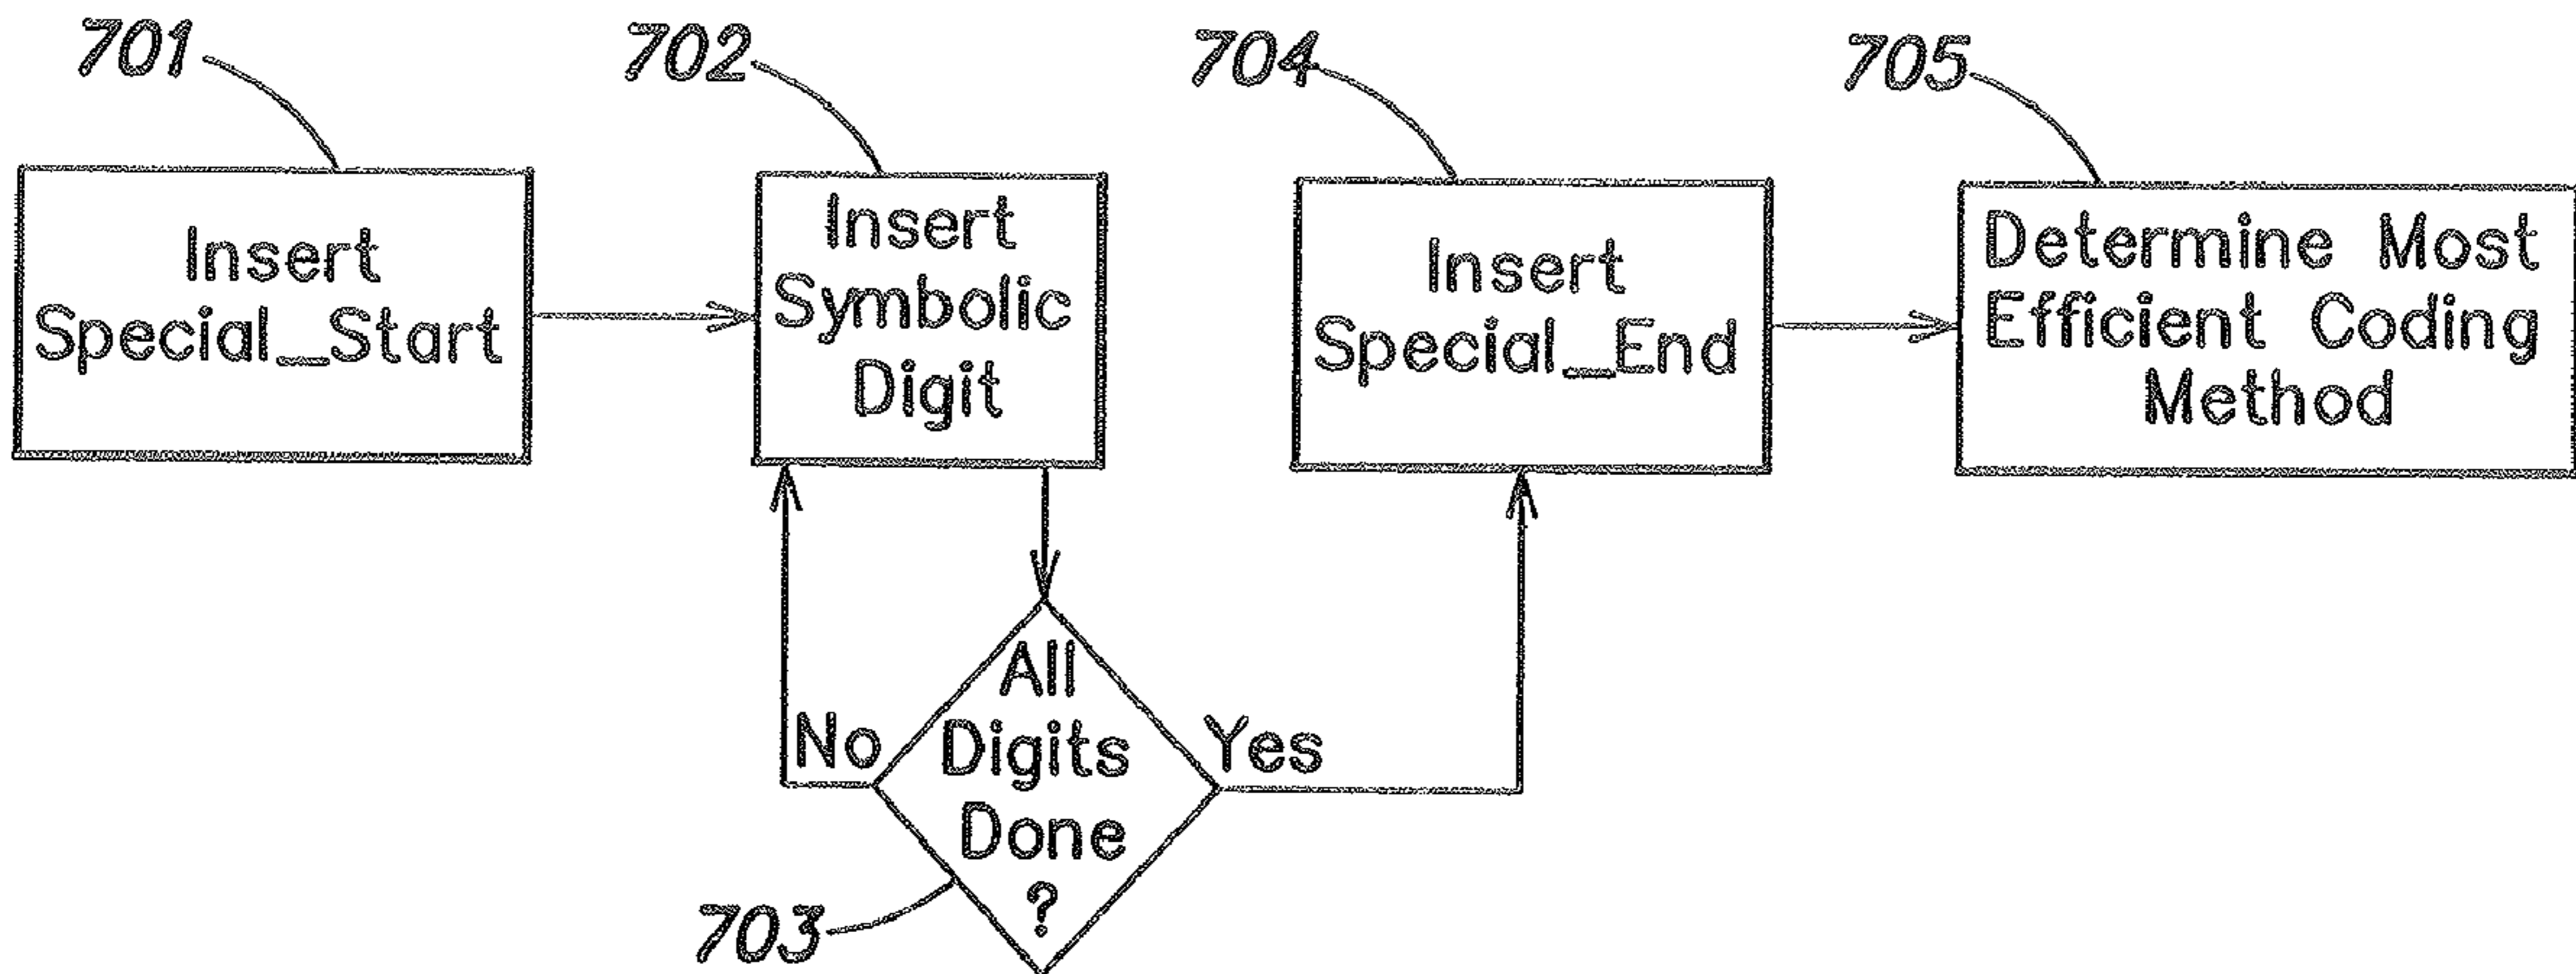 701
702
704
705
Insert
Special_Start
Insert
Symbolic
Digit
Insert
Special_End
Determine Most
Efficient Coding
Method
All
Digits
Done
?
No
Yes
703